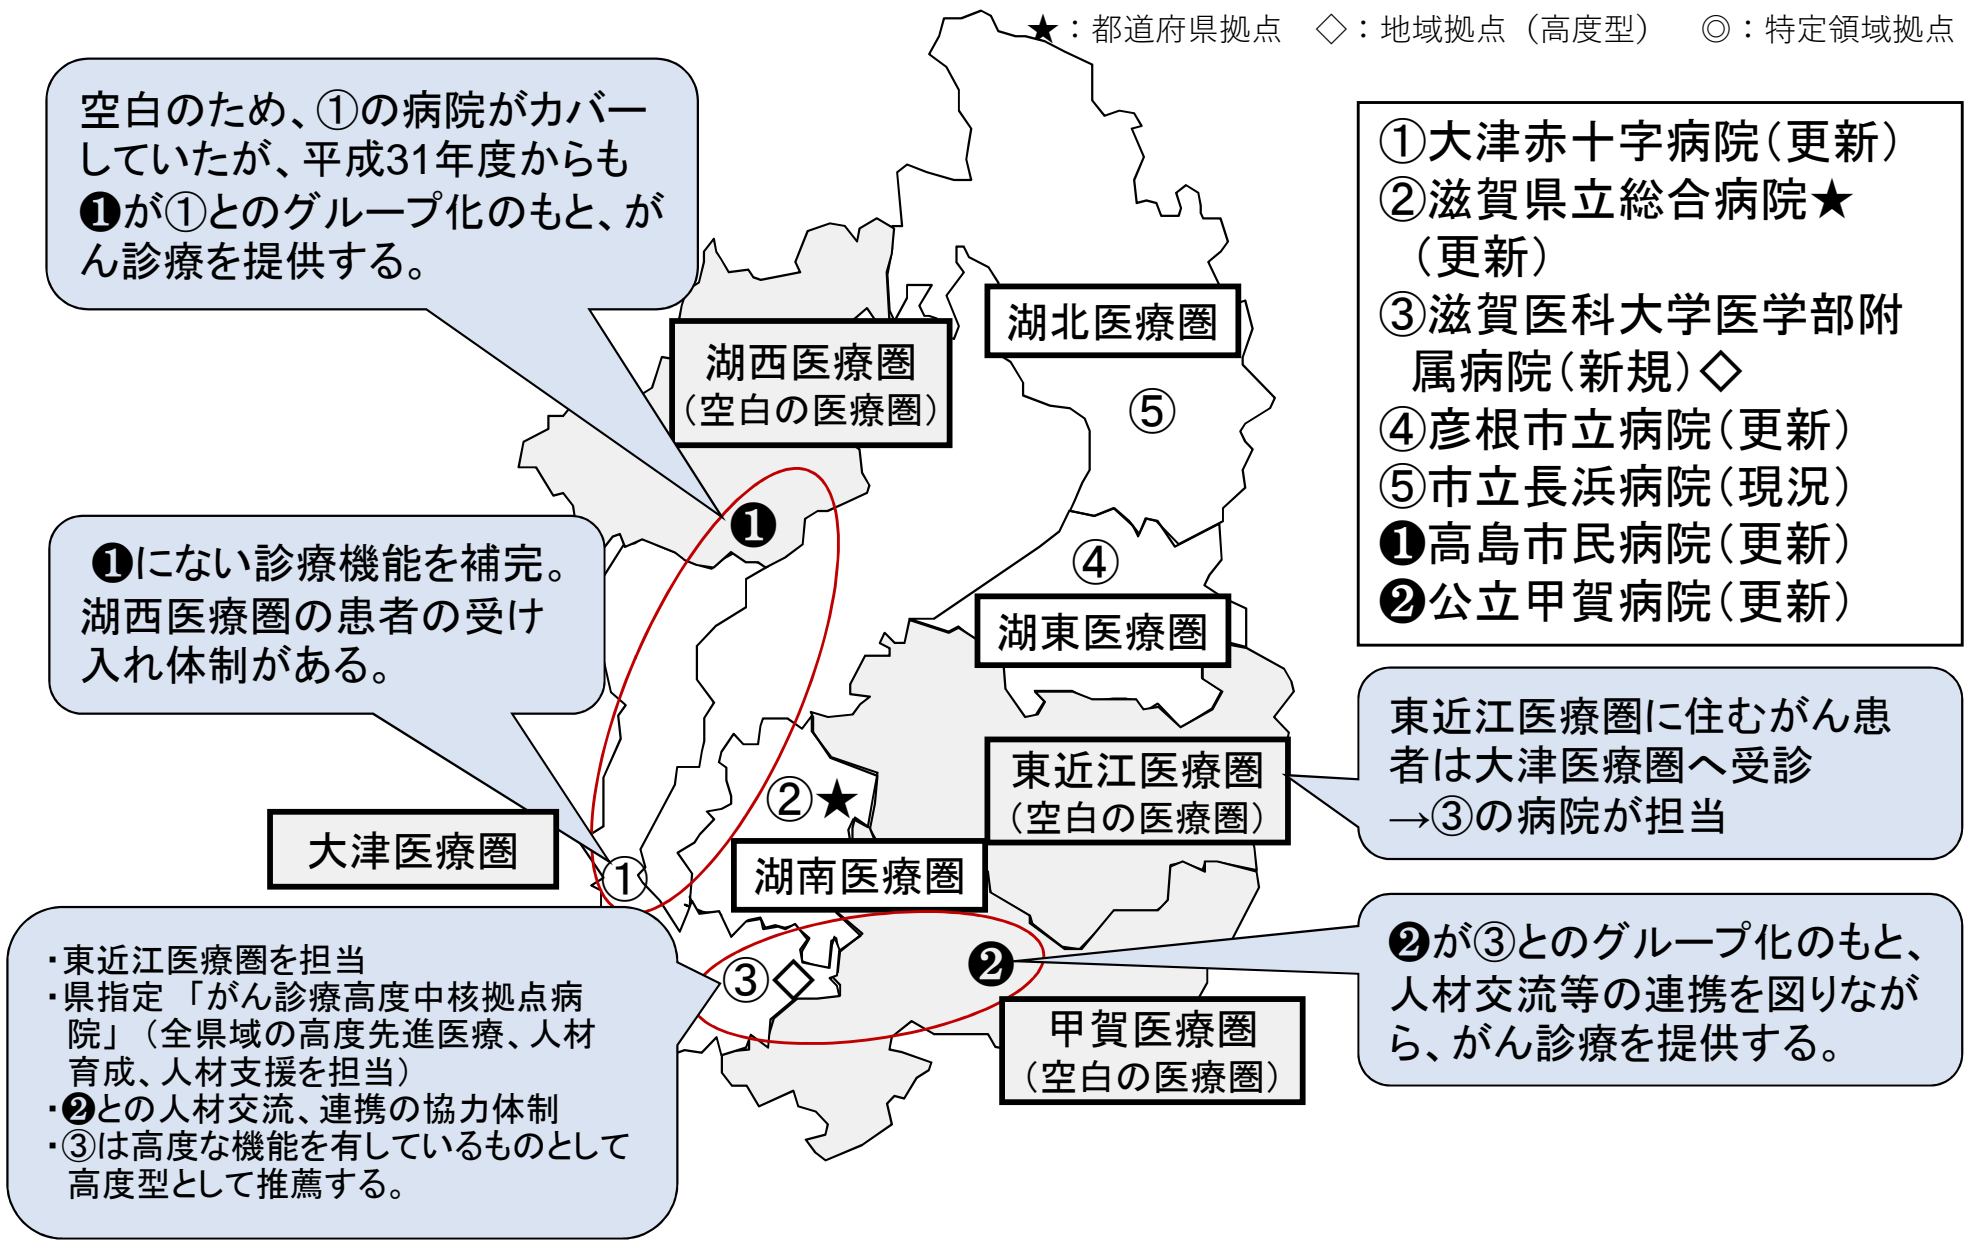 ★：都道府県拠点　◇：地域拠点（高度型）　◎：特定領域拠点
空白のため、①の病院がカバー
していたが、平成31年度からも
❶が①とのグループ化のもと、が
ん診療を提供する。
①大津赤十字病院（更新）
②滋賀県立総合病院★
（更新）
③滋賀医科大学医学部附
属病院（新規）◇
④彦根市立病院（更新）
⑤市立長浜病院（現況）
❶高島市民病院（更新）
❷公立甲賀病院（更新）
湖北医療圏
湖西医療圏
（空白の医療圏）
⑤
❶
❶にない診療機能を補完。
湖西医療圏の患者の受け
入れ体制がある。
④
湖東医療圏
東近江医療圏に住むがん患
者は大津医療圏へ受診
→③の病院が担当
東近江医療圏
（空白の医療圏）
②★
大津医療圏
①
湖南医療圏
❷が③とのグループ化のもと、
人材交流等の連携を図りなが
ら、がん診療を提供する。
・東近江医療圏を担当
・県指定 「がん診療高度中核拠点病
院」（全県域の高度先進医療、人材
育成、人材支援を担当）
・❷との人材交流、連携の協力体制
・③は高度な機能を有しているものとして
高度型として推薦する。
③◇
❷
甲賀医療圏
（空白の医療圏）